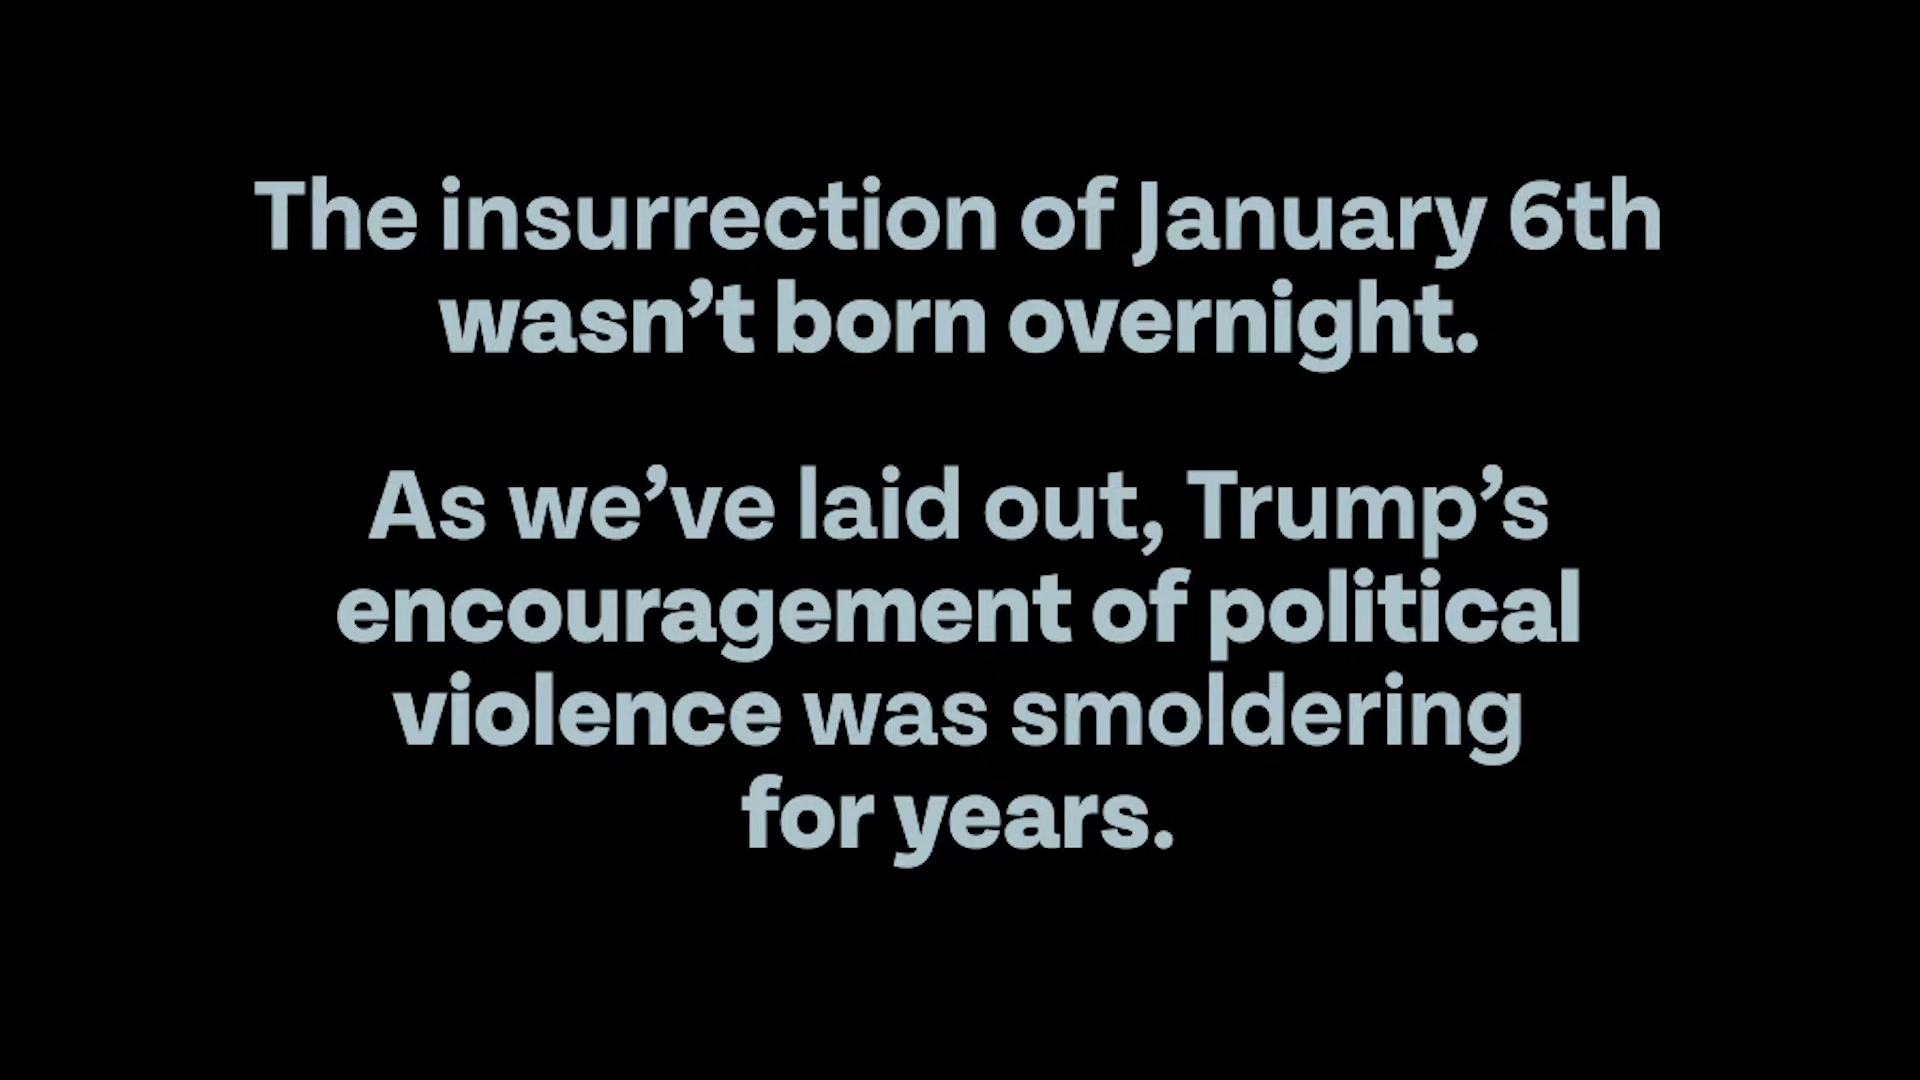 The insurrection of January 6th
wasn’t born overnight.
As we’ve laid out, Trump’s
encouragement of political
violence was smoldering
for years.